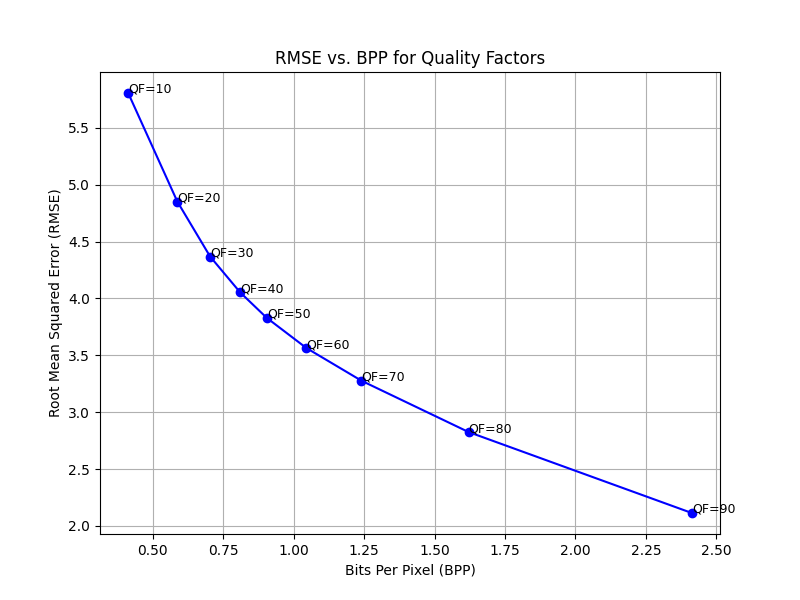 RMSE vs. BPP for Quality Factors
Root Mean Squared Error (RMSE)
5.5
5.0
4.5
4.0
3.5
3.0
2.5
2.0
QF=10
QF=20
QF=30
QF=40
QF=50
QF=60
QF=70
QF=80
QF=90
0.50 0.75 1.00 1.25 1.50 1.75 2.00 2.25 2.50
Bits Per Pixel (BPP)